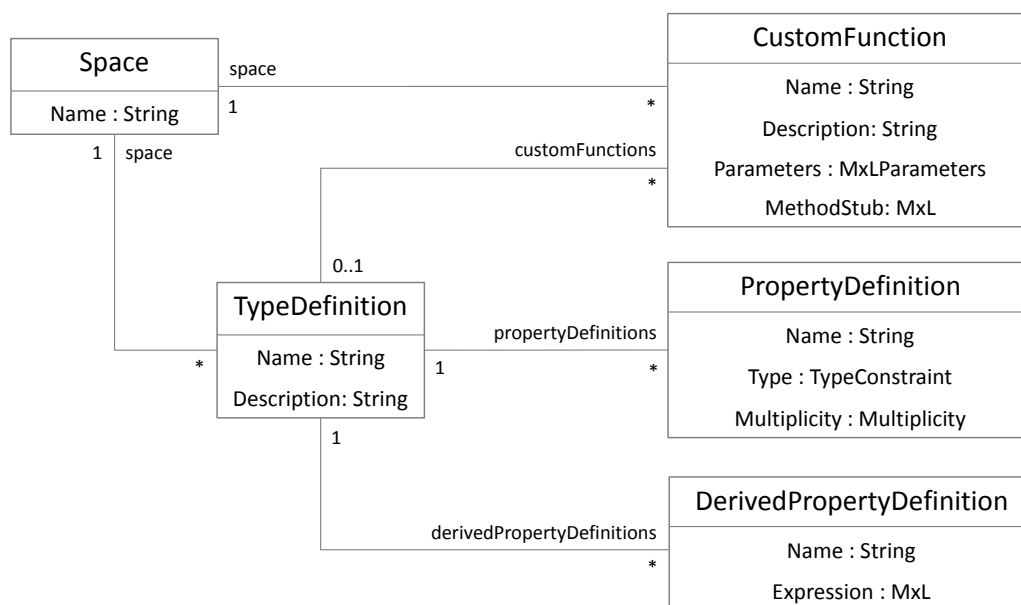 Space
Name : String
space
1
*
CustomFunction
Name : String
Description: String
Parameters : MxLParameters
MethodStub: MxL
1
space
*
customFunctions
*
0..1
TypeDefinition
Name : String
Description: String
propertyDefinitions
1
*
PropertyDefinition
Name : String
Type : TypeConstraint
Multiplicity : Multiplicity
1
derivedPropertyDefinitions
*
DerivedPropertyDefinition
Name : String
Expression : MxL